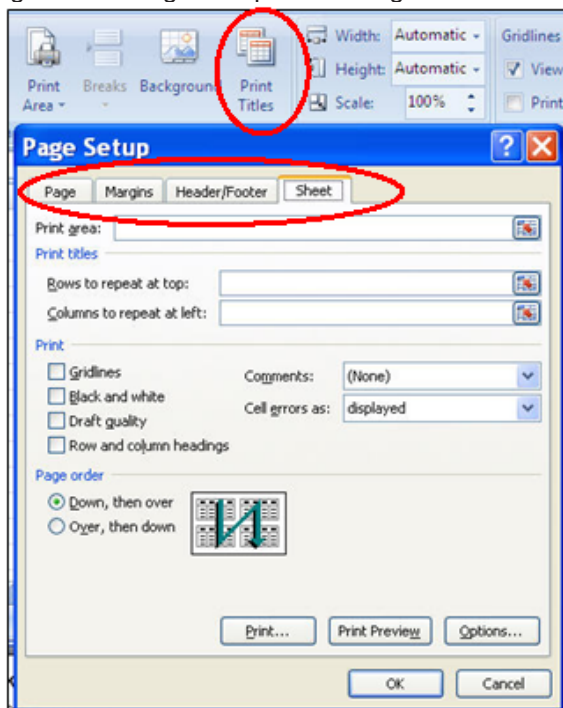 Width: Automatic Gridlines
Height: Automatic View
Print Area Breaks Background Print Titles
Scale: 100% Print
Page Setup
Page Margins Header/Footer Sheet
Print area:
Print titles
Rows to repeat at top:
Columns to repeat at left:
Print
Gridlines Comments: (None)
Black and white Cell errors as: displayed
Draft quality
Row and column headings
Page order
Down, then over
Over, then down
Print... Print Preview Options...
OK Cancel